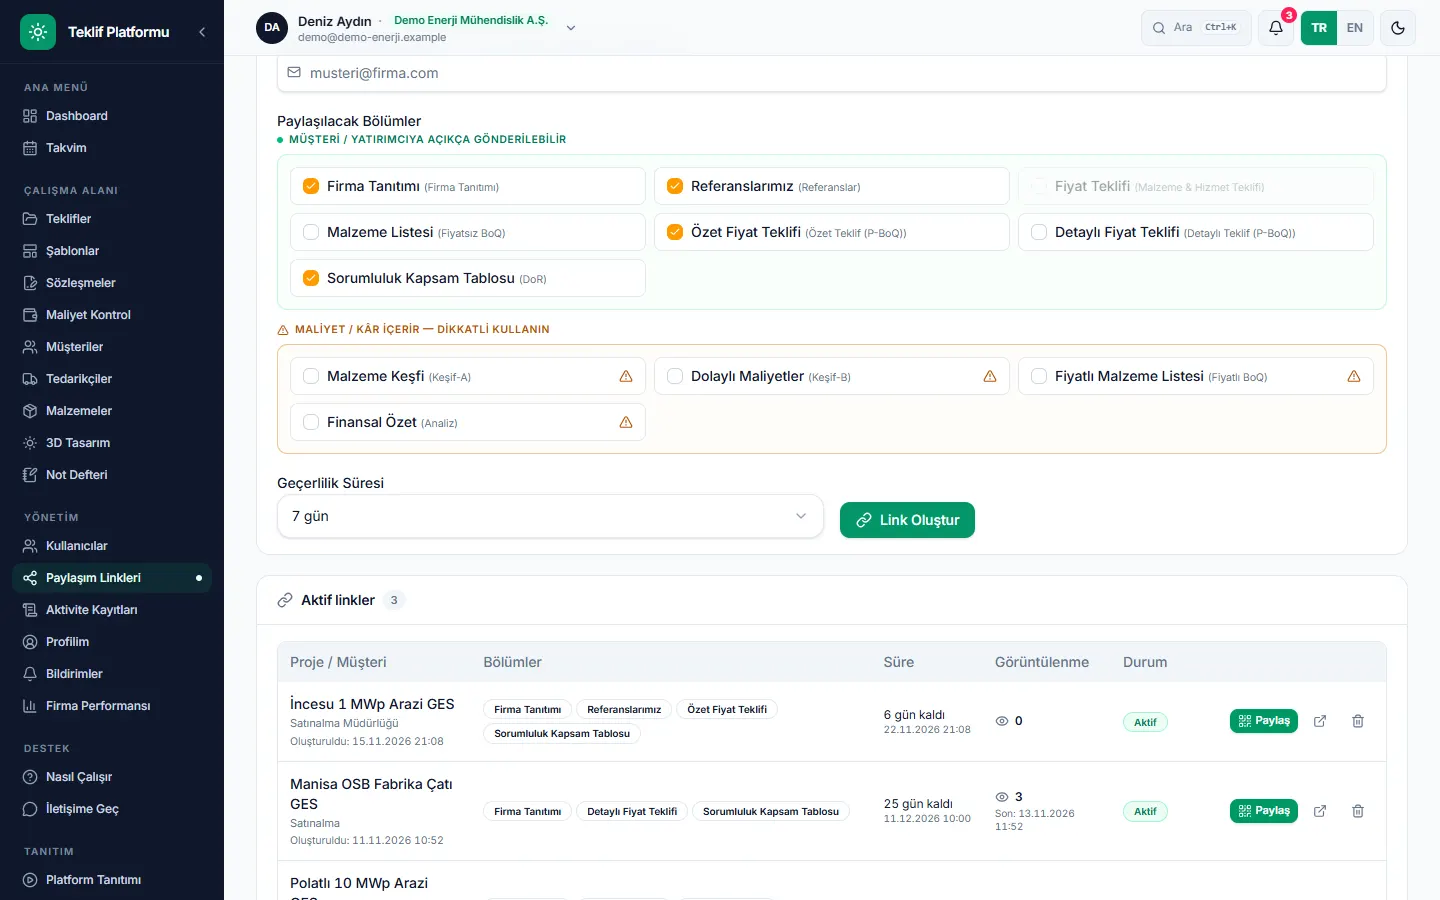 Teklif Platformu
ANA MENÜ
Dashboard
Takvim
ÇALIŞMA ALANI
Teklifler
Şablonlar
Sözleşmeler
Maliyet Kontrol
Müşteriler
Tedarikçiler
Malzemeler
3D Tasarım
Not Defteri
YÖNETİM
Kullanıcılar
Paylaşım Linkleri
Aktivite Kayıtları
Profilim
Bildirimler
Firma Performansı
DESTEK
Nasıl Çalışır
İletişime Geç
TANITIM
Platform Tanıtımı
DA
Deniz Aydın · Demo Enerji Mühendislik A.Ş.
demo@demo-enerji.example
Ara Ctrl+K
3
TR EN
musteri@firma.com
Paylaşılacak Bölümler
MÜŞTERİ / YATIRIMCIYA AÇIKÇA GÖNDERİLEBİLİR
Firma Tanıtımı (Firma Tanıtımı)
Referanslarımız (Referanslar)
Fiyat Teklifi (Malzeme & Hizmet Teklifi)
Malzeme Listesi (Fiyatsız BoQ)
Özet Fiyat Teklifi (Özet Teklif (P-BoQ))
Detaylı Fiyat Teklifi (Detaylı Teklif (P-BoQ))
Sorumluluk Kapsam Tablosu (DoR)
MALİYET / KÂR İÇERİR — DİKKATLİ KULLANIN
Malzeme Keşfi (Keşif-A)
Dolaylı Maliyetler (Keşif-B)
Fiyatlı Malzeme Listesi (Fiyatlı BoQ)
Finansal Özet (Analiz)
Geçerlilik Süresi
7 gün
Link Oluştur
Aktif linkler 3
Proje / Müşteri Bölümler Süre Görüntülenme Durum
İncesu 1 MWp Arazi GES
Satınalma Müdürlüğü
Oluşturuldu: 15.11.2026 21:08
Firma Tanıtımı Referanslarımız Özet Fiyat Teklifi
Sorumluluk Kapsam Tablosu
6 gün kaldı
22.11.2026 21:08
0
Aktif
Paylaş
Manisa OSB Fabrika Çatı
GES
Satınalma
Oluşturuldu: 11.11.2026 10:52
Firma Tanıtımı Detaylı Fiyat Teklifi Sorumluluk Kapsam Tablosu
25 gün kaldı
11.12.2026 10:00
3
Son: 13.11.2026
11:52
Aktif
Paylaş
Polatlı 10 MWp Arazi